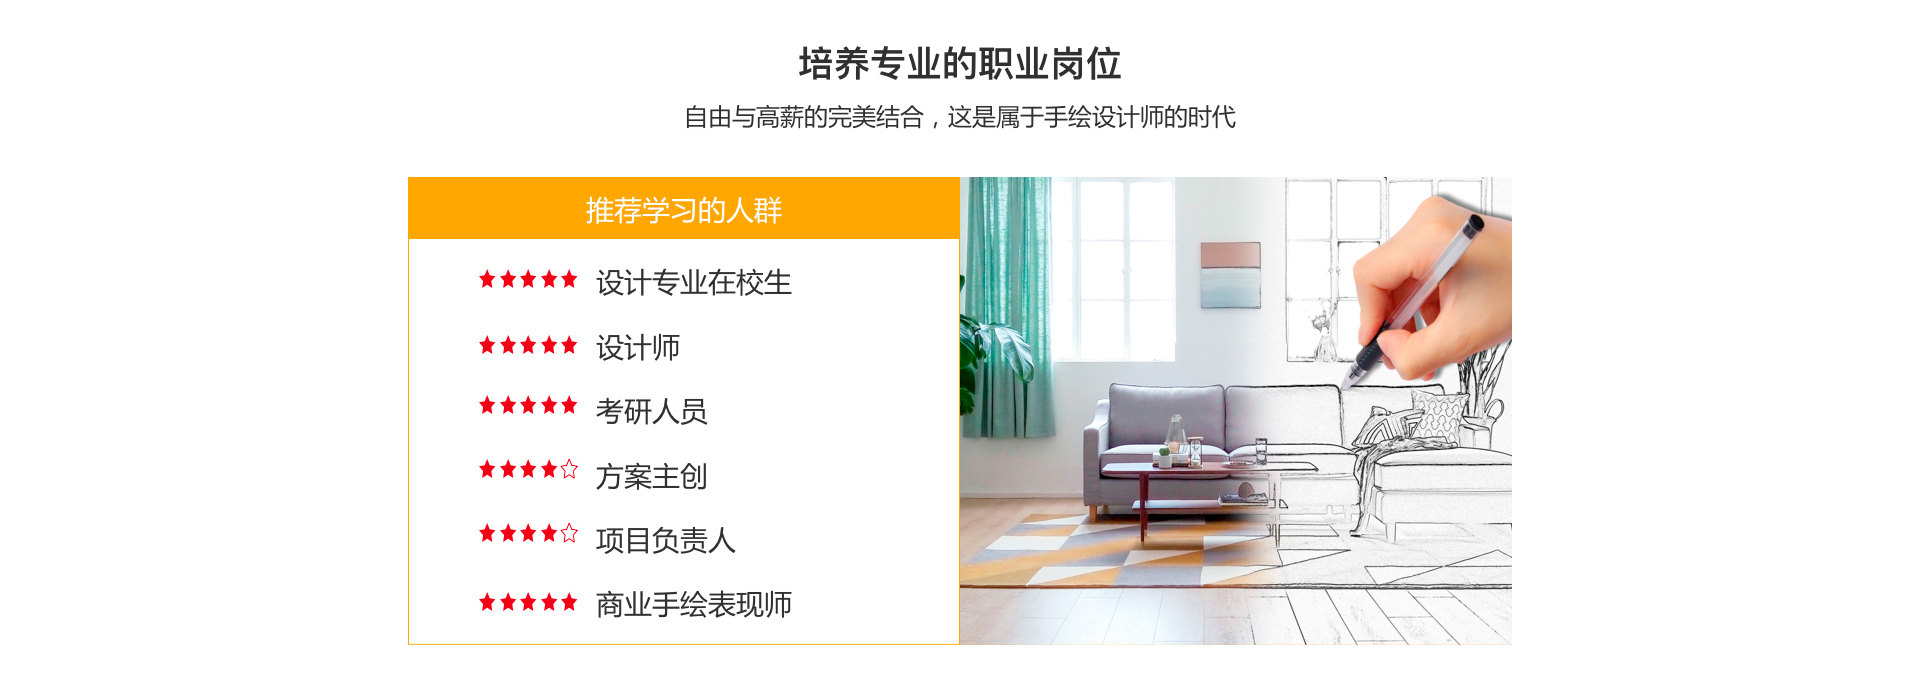 培养专业的职业岗位
自由与高薪的完美结合，这是属于手绘设计师的时代
推荐学习的人群
★★★★★ 设计专业在校生
★★★★★ 设计师
★★★★★ 考研人员
★★★★☆ 方案主创
★★★★☆ 项目负责人
★★★★★ 商业手绘表现师